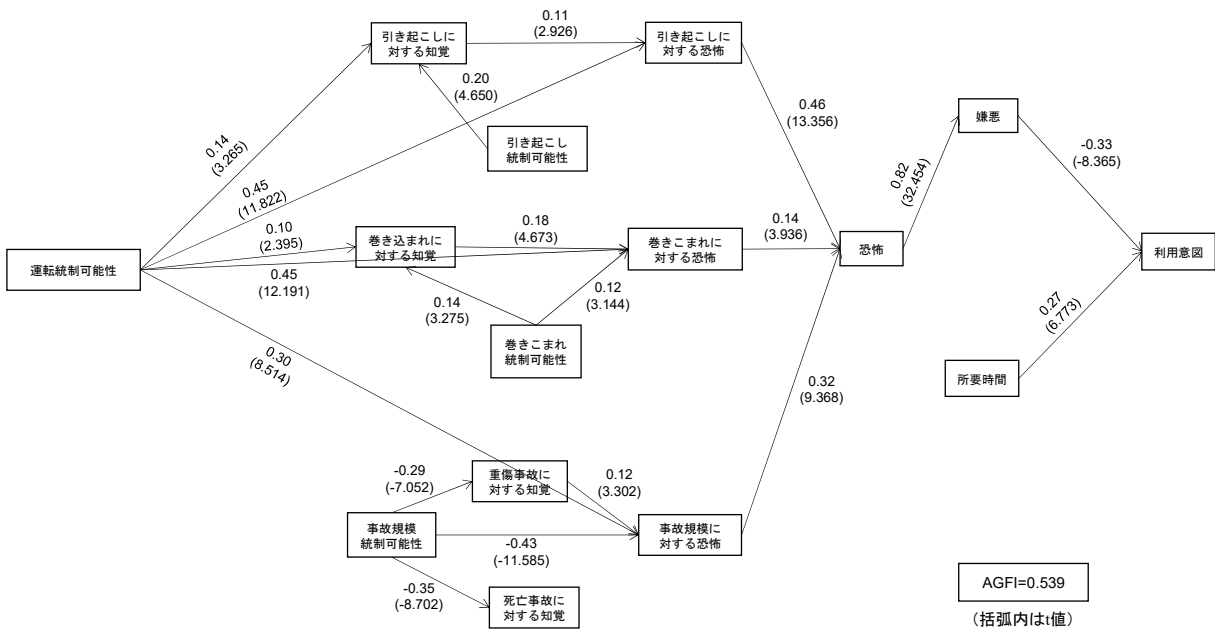 引き起こしに
対する知覚
0.11
(2.926)
引き起こしに
対する恐怖
0.20
(4.650)
引き起こし
統制可能性
0.14
(3.265)
0.45
(11.822)
0.46
(13.356)
嫌悪
-0.33
(-8.365)
0.82
(32.454)
運転統制可能性
0.10
(2.395)
0.45
(12.191)
巻き込まれに
対する知覚
0.18
(4.673)
巻きこまれに
対する恐怖
0.14
(3.936)
恐怖
利用意図
0.14
(3.275)
0.12
(3.144)
巻きこまれ
統制可能性
0.27
(6.773)
所要時間
0.30
(8.514)
0.32
(9.368)
-0.29
(-7.052)
重傷事故に
対する知覚
0.12
(3.302)
事故規模
統制可能性
-0.43
(-11.585)
事故規模に
対する恐怖
-0.35
(-8.702)
死亡事故に
対する知覚
AGFI=0.539
（括弧内はt値）